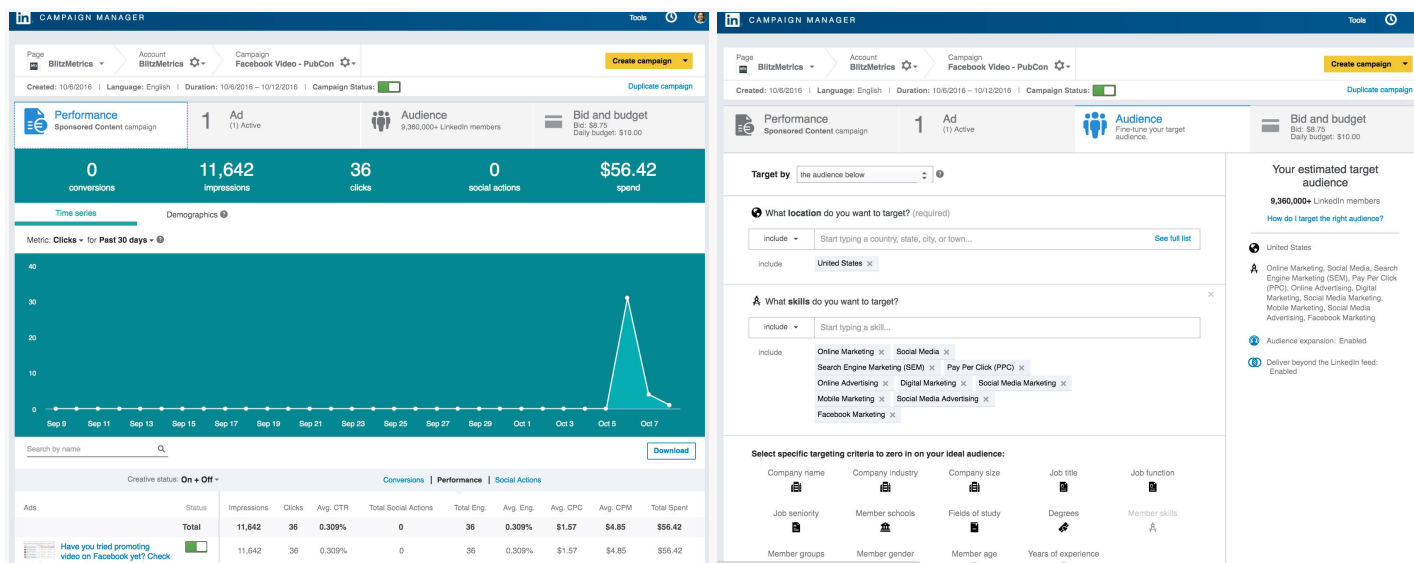 in CAMPAIGN MANAGER
Tools
Page
BlitzMetrics
Account
BlitzMetrics
Campaign
Facebook Video - PubCon
Create campaign
Created: 10/6/2016 | Language: English | Duration: 10/6/2016 – 10/12/2016 | Campaign Status:
Duplicate campaign
Performance
Sponsored Content campaign
1
Ad
(1) Active
Audience
9,360,000+ LinkedIn members
Bid and budget
Bid: $8.75
Daily budget: $10.00
0
conversions
11,642
impressions
36
clicks
0
social actions
$56.42
spend
Time series
Demographics
Metric: Clicks for Past 30 days
40
30
20
10
0
Sep 9 Sep 11 Sep 13 Sep 15 Sep 17 Sep 19 Sep 21 Sep 23 Sep 25 Sep 27 Sep 29 Oct 1 Oct 3 Oct 5 Oct 7
Search by name
Download
Creative status: On + Off
Conversions | Performance | Social Actions
Ads Status Impressions Clicks Avg. CTR Total Social Actions Total Eng. Avg. Eng. Avg. CPC Avg. CPM Total Spent
Total 11,642 36 0.309% 0 36 0.309% $1.57 $4.85 $56.42
Have you tried promoting
video on Facebook yet? Check
11,642 36 0.309% 0 36 0.309% $1.57 $4.85 $56.42
in CAMPAIGN MANAGER
Tools
Page
BlitzMetrics
Account
BlitzMetrics
Campaign
Facebook Video - PubCon
Create campaign
Created: 10/6/2016 | Language: English | Duration: 10/6/2016 – 10/12/2016 | Campaign Status:
Duplicate campaign
Performance
Sponsored Content campaign
1
Ad
(1) Active
Audience
Fine-tune your target
audience.
Bid and budget
Bid: $8.75
Daily budget: $10.00
Target by the audience below
What location do you want to target? (required)
include Start typing a country, state, city, or town... See full list
include United States
What skills do you want to target?
include Start typing a skill...
include Online Marketing Social Media
Search Engine Marketing (SEM) Pay Per Click (PPC)
Online Advertising Digital Marketing Social Media Marketing
Mobile Marketing Social Media Advertising
Facebook Marketing
Select specific targeting criteria to zero in on your ideal audience:
Company name Company industry Company size Job title Job function
Job seniority Member schools Fields of study Degrees Member skills
Member groups Member gender Member age Years of experience
Your estimated target
audience
9,360,000+ LinkedIn members
How do I target the right audience?
United States
Online Marketing, Social Media, Search
Engine Marketing (SEM), Pay Per Click
(PPC), Online Advertising, Digital
Marketing, Social Media Marketing,
Mobile Marketing, Social Media
Advertising, Facebook Marketing
Audience expansion: Enabled
Deliver beyond the LinkedIn feed:
Enabled